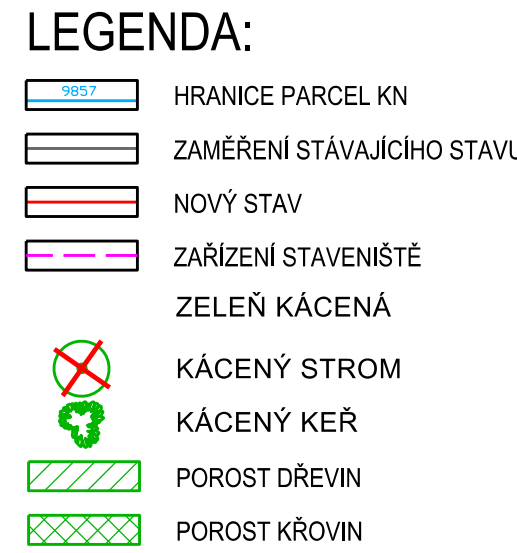 LEGENDA:
9857 HRANICE PARCEL KN
ZAMĚŘENÍ STÁVAJÍCÍHO STAVU
NOVÝ STAV
ZAŘÍZENÍ STAVENIŠTĚ
ZELEŇ KÁCENÁ
KÁCENÝ STROM
KÁCENÝ KEŘ
POROST DŘEVIN
POROST KŘOVIN